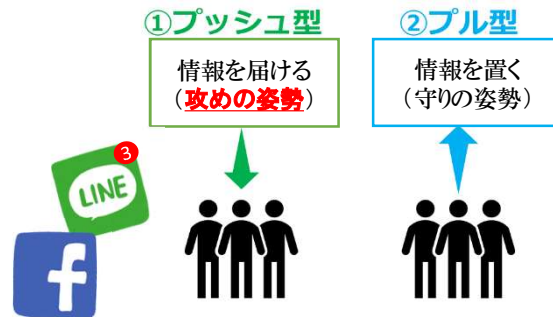 ①プッシュ型
情報を届ける
（攻めの姿勢）
②プル型
情報を置く
（守りの姿勢）
3
LINE
f